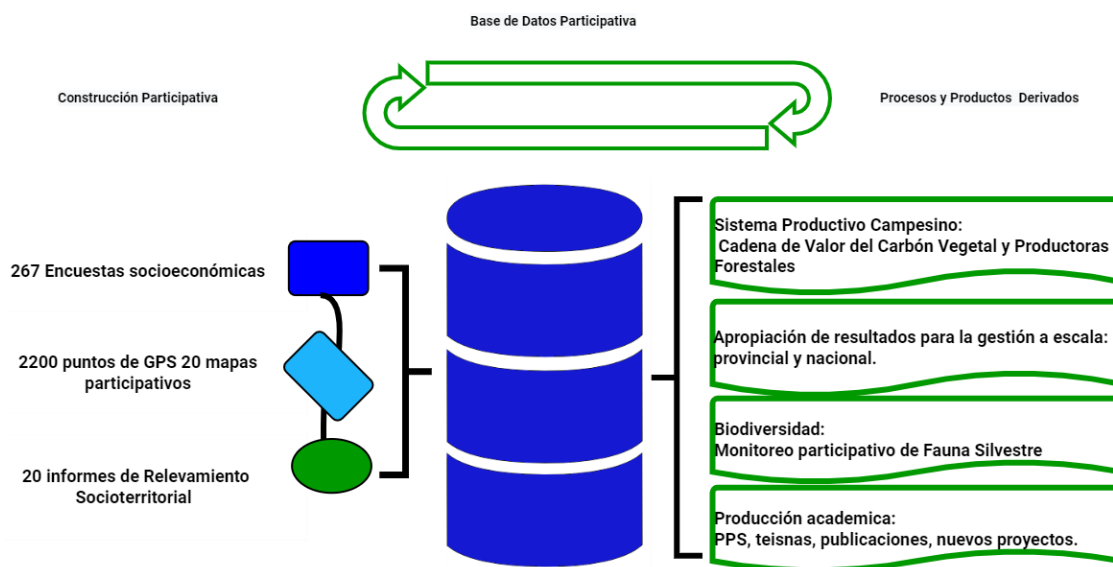 Base de Datos Participativa
Construcción Participativa
Procesos y Productos Derivados
267 Encuestas socioeconómicas
2200 puntos de GPS 20 mapas
participativos
20 informes de Relevamiento
Socioterritorial
Sistema Productivo Campesino:
Cadena de Valor del Carbón Vegetal y Productoras
Forestales
Apropiación de resultados para la gestión a escala:
provincial y nacional.
Biodiversidad:
Monitoreo participativo de Fauna Silvestre
Producción academica:
PPS, teisnas, publicaciones, nuevos proyectos.